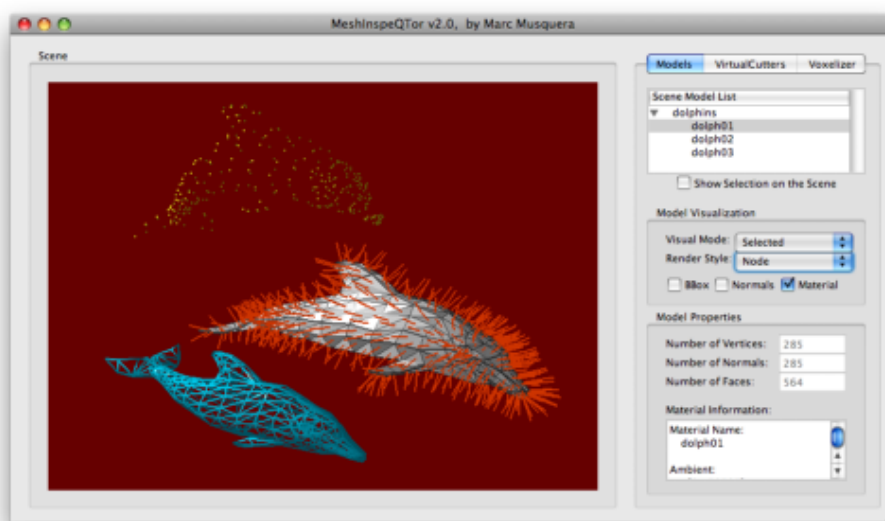 MeshInspeQTor v2.0, by Marc Musquera
Scene
Models VirtualCutters Voxelizer
Scene Model List
dolphins
dolph01
dolph02
dolph03
Show Selection on the Scene
Model Visualization
Visual Mode: Selected
Render Style: Node
BBox Normals Material
Model Properties
Number of Vertices: 285
Number of Normals: 285
Number of Faces: 564
Material Information:
Material Name:
dolph01
Ambient: